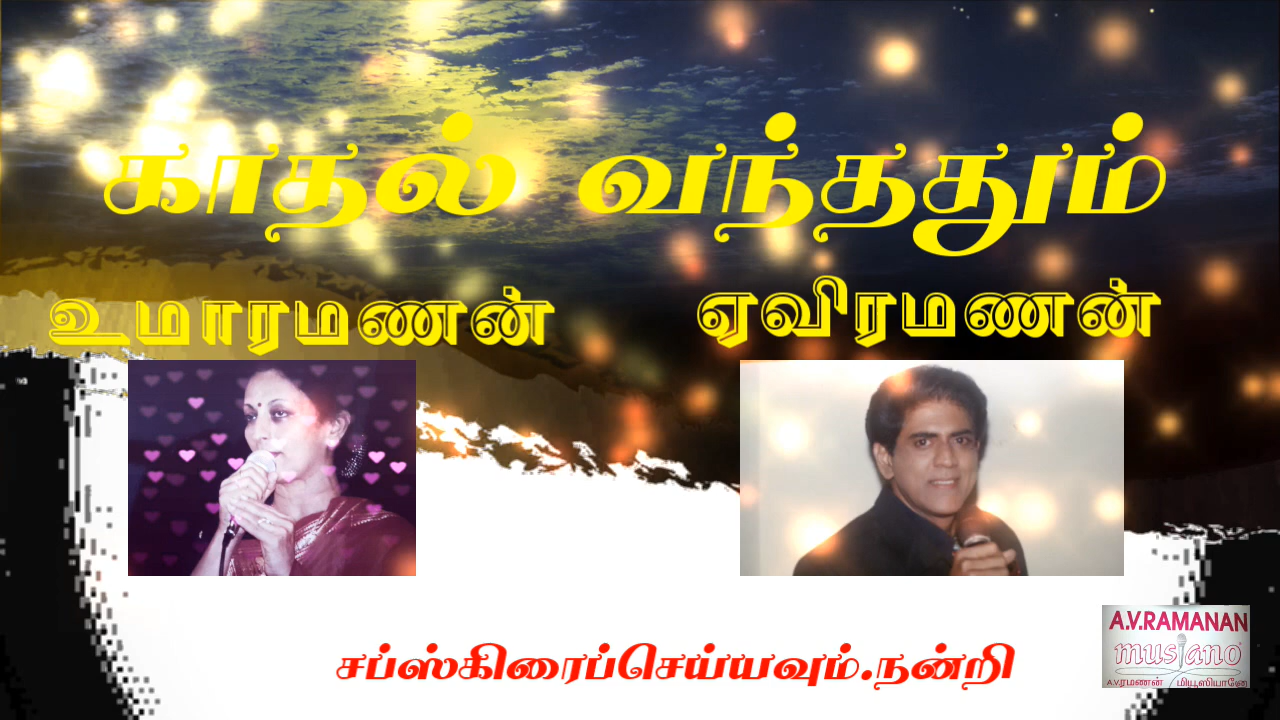 காதல் வந்ததும்
உமாரமணன்
ஏவிரமணன்
சப்ஸ்கிரைப்செய்யவும்.நன்றி
A.V.RAMANAN
musiano
A.V.ரமணன் மியூஸியானோ